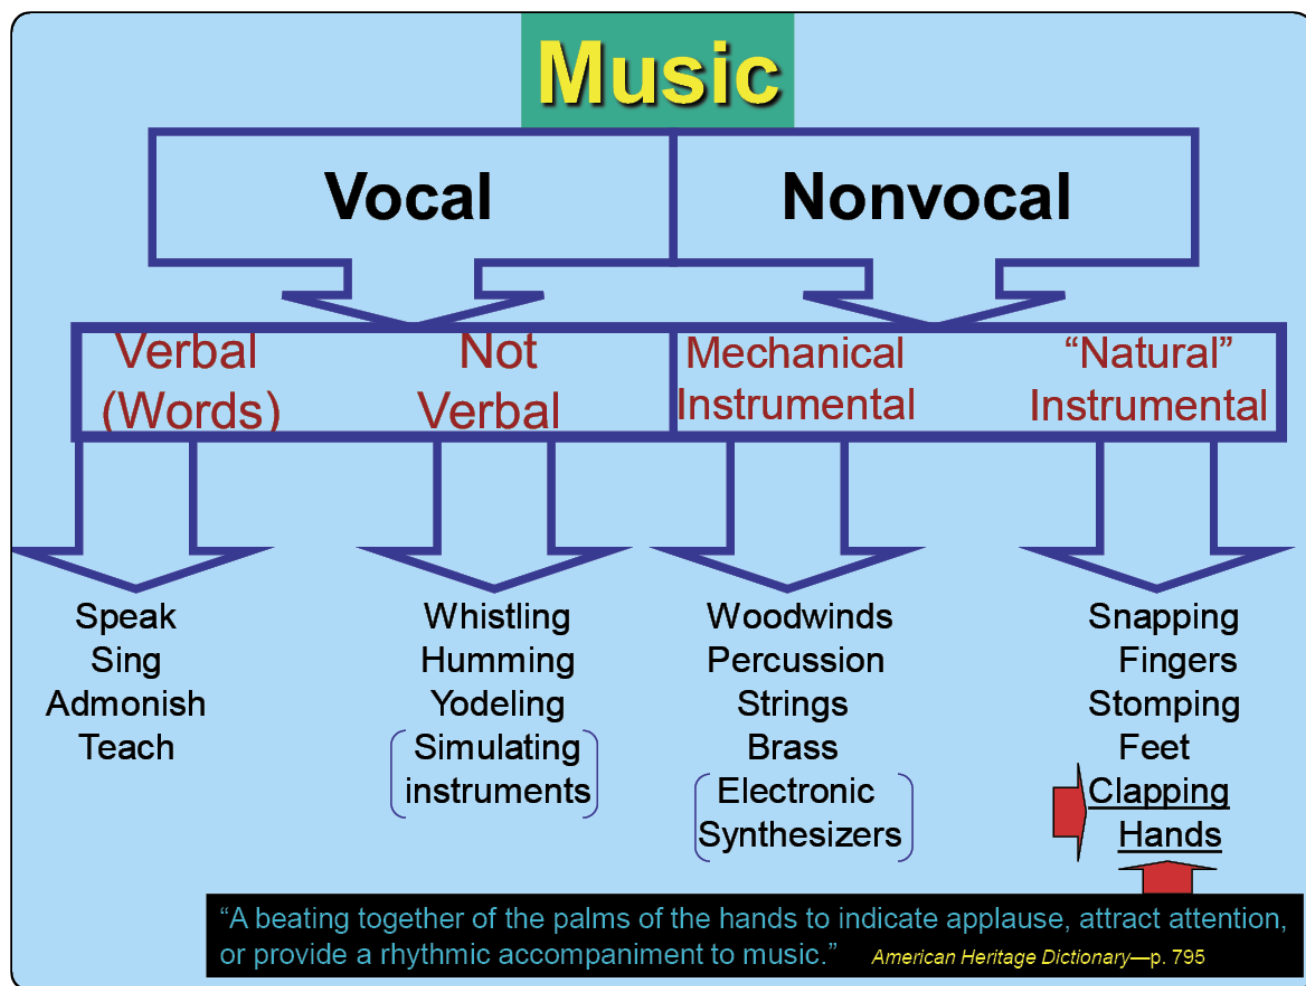 Music
Vocal
Nonvocal
Verbal
(Words)
Not
Verbal
Mechanical
Instrumental
“Natural”
Instrumental
Speak
Sing
Admonish
Teach
Whistling
Humming
Yodeling
Simulating
instruments
Woodwinds
Percussion
Strings
Brass
Electronic
Synthesizers
Snapping
Fingers
Stomping
Feet
Clapping
Hands
“A beating together of the palms of the hands to indicate applause, attract attention,
or provide a rhythmic accompaniment to music.” American Heritage Dictionary—p. 795